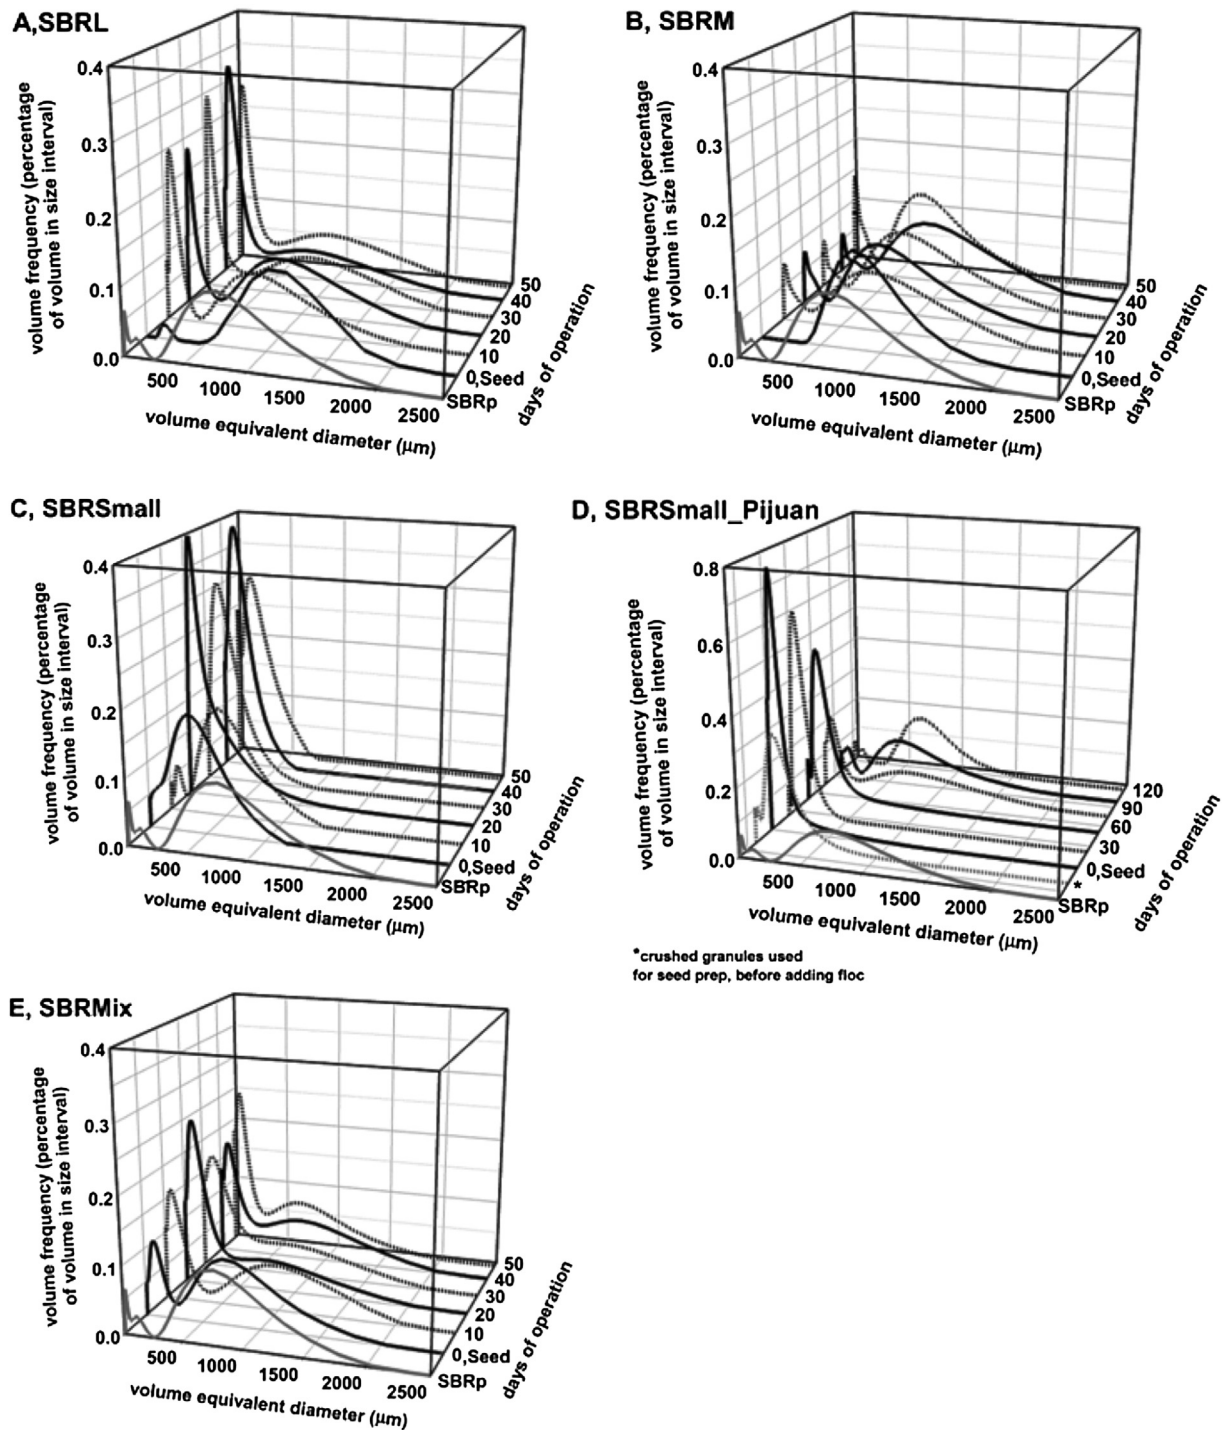 A,SBRL
0.4
0.3
0.2
0.1
0.0
volume frequency (percentage
of volume in size interval)
500
1000
1500
2000
2500
volume equivalent diameter (μm)
50
40
30
20
10
0,Seed
SBRp
days of operation
B, SBRM
0.4
0.3
0.2
0.1
0.0
volume frequency (percentage
of volume in size interval)
500
1000
1500
2000
2500
volume equivalent diameter (μm)
50
40
30
20
10
0,Seed
SBRp
days of operation
C, SBRSmall
0.4
0.3
0.2
0.1
0.0
volume frequency (percentage
of volume in size interval)
500
1000
1500
2000
2500
volume equivalent diameter (μm)
50
40
30
20
10
0,Seed
SBRp
days of operation
D, SBRSmall_Pijuan
0.8
0.6
0.4
0.2
0.0
volume frequency (percentage
of volume in size interval)
500
1000
1500
2000
2500
volume equivalent diameter (μm)
120
90
60
30
0,Seed
*
SBRp
days of operation
*crushed granules used
for seed prep, before adding floc
E, SBRMix
0.4
0.3
0.2
0.1
0.0
volume frequency (percentage
of volume in size interval)
500
1000
1500
2000
2500
volume equivalent diameter (μm)
50
40
30
20
10
0,Seed
SBRp
days of operation